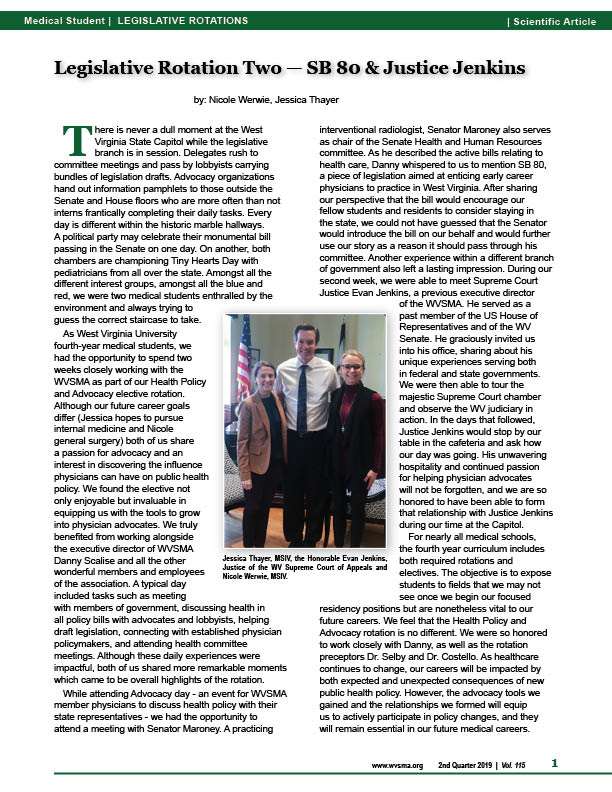 Medical Student | LEGISLATIVE ROTATIONS
| Scientific Article
Legislative Rotation Two — SB 80 & Justice Jenkins
by: Nicole Werwie, Jessica Thayer
There is never a dull moment at the West
Virginia State Capitol while the legislative
branch is in session. Delegates rush to
committee meetings and pass by lobbyists carrying
bundles of legislation drafts. Advocacy organizations
hand out information pamphlets to those outside the
Senate and House floors who are more often than not
interns frantically completing their daily tasks. Every
day is different within the historic marble hallways.
A political party may celebrate their monumental bill
passing in the Senate on one day. On another, both
chambers are championing Tiny Hearts Day with
pediatricians from all over the state. Amongst all the
different interest groups, amongst all the blue and
red, we were two medical students enthralled by the
environment and always trying to
guess the correct staircase to take.
As West Virginia University
fourth-year medical students, we
had the opportunity to spend two
weeks closely working with the
WVSMA as part of our Health Policy
and Advocacy elective rotation.
Although our future career goals
differ (Jessica hopes to pursue
internal medicine and Nicole
general surgery) both of us share
a passion for advocacy and an
interest in discovering the influence
physicians can have on public health
policy. We found the elective not
only enjoyable but invaluable in
equipping us with the tools to grow
into physician advocates. We truly
benefited from working alongside
the executive director of WVSMA
Danny Scalise and all the other
wonderful members and employees
of the association. A typical day
included tasks such as meeting
with members of government, discussing health in
all policy bills with advocates and lobbyists, helping
draft legislation, connecting with established physician
policymakers, and attending health committee
meetings. Although these daily experiences were
impactful, both of us shared more remarkable moments
which came to be overall highlights of the rotation.
While attending Advocacy day - an event for WVSMA
member physicians to discuss health policy with their
state representatives - we had the opportunity to
attend a meeting with Senator Maroney. A practicing
interventional radiologist, Senator Maroney also serves
as chair of the Senate Health and Human Resources
committee. As he described the active bills relating to
health care, Danny whispered to us to mention SB 80,
a piece of legislation aimed at enticing early career
physicians to practice in West Virginia. After sharing
our perspective that the bill would encourage our
fellow students and residents to consider staying in
the state, we could not have guessed that the Senator
would introduce the bill on our behalf and would further
use our story as a reason it should pass through his
committee. Another experience within a different branch
of government also left a lasting impression. During our
second week, we were able to meet Supreme Court
Justice Evan Jenkins, a previous executive director
of the WVSMA. He served as a
past member of the US House of
Representatives and of the WV
Senate. He graciously invited us
into his office, sharing about his
unique experiences serving both
in federal and state governments.
We were then able to tour the
majestic Supreme Court chamber
and observe the WV judiciary in
action. In the days that followed,
Justice Jenkins would stop by our
table in the cafeteria and ask how
our day was going. His unwavering
hospitality and continued passion
for helping physician advocates
will not be forgotten, and we are so
honored to have been able to form
that relationship with Justice Jenkins
during our time at the Capitol.
For nearly all medical schools,
the fourth year curriculum includes
both required rotations and
electives. The objective is to expose
students to fields that we may not
see once we begin our focused
residency positions but are nonetheless vital to our
future careers. We feel that the Health Policy and
Advocacy rotation is no different. We were so honored
to work closely with Danny, as well as the rotation
preceptors Dr. Selby and Dr. Costello. As healthcare
continues to change, our careers will be impacted by
both expected and unexpected consequences of new
public health policy. However, the advocacy tools we
gained and the relationships we formed will equip
us to actively participate in policy changes, and they
will remain essential in our future medical careers.
Jessica Thayer, MSIV, the Honorable Evan Jenkins,
Justice of the WV Supreme Court of Appeals and
Nicole Werwie, MSIV.
www.wvsma.org 2nd Quarter 2019 | Vol. 115 1